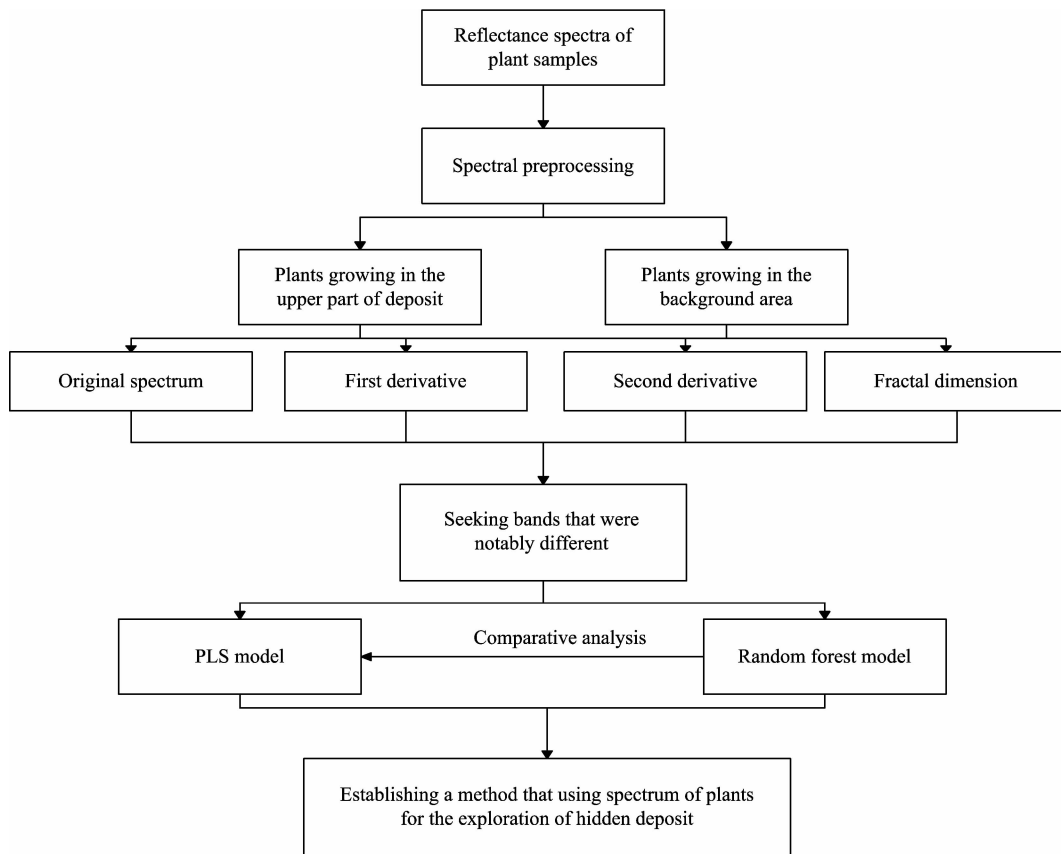 Reflectance spectra of
plant samples
Spectral preprocessing
Plants growing in the
upper part of deposit
Plants growing in the
background area
Original spectrum
First derivative
Second derivative
Fractal dimension
Seeking bands that were
notably different
PLS model
Comparative analysis
Random forest model
Establishing a method that using spectrum of plants
for the exploration of hidden deposit